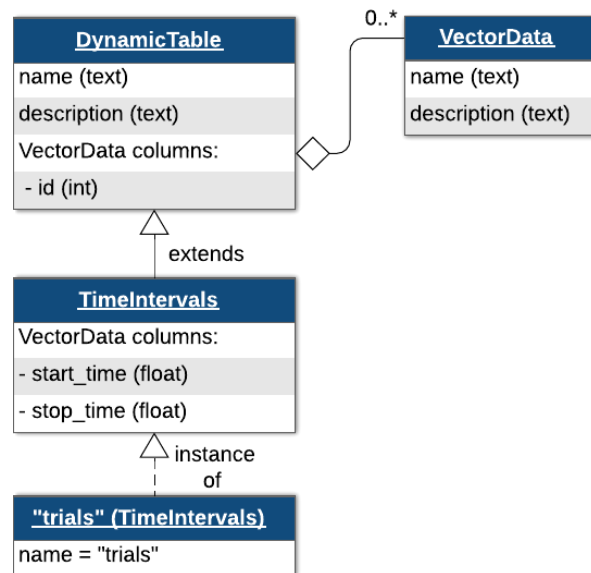 DynamicTable
name (text)
description (text)
VectorData columns:
- id (int)
0..*
VectorData
name (text)
description (text)
extends
TimeIntervals
VectorData columns:
- start_time (float)
- stop_time (float)
instance
of
"trials" (TimeIntervals)
name = "trials"